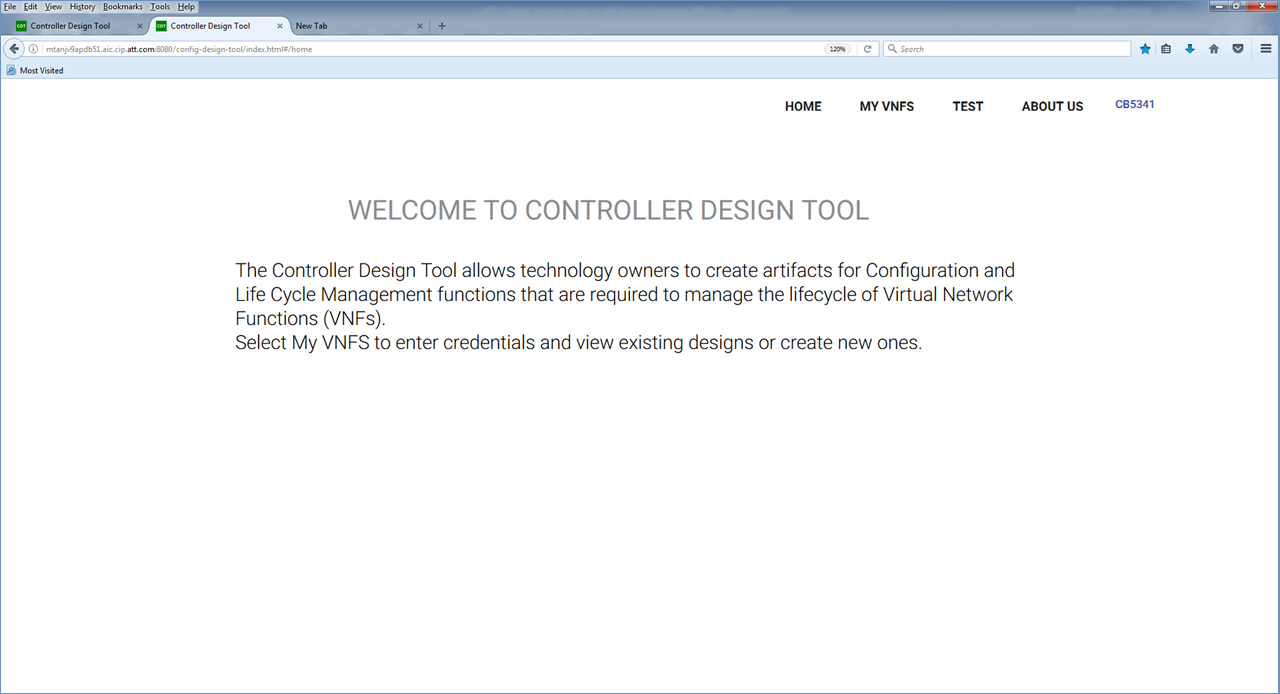 File Edit View History Bookmarks Tools Help
CDT Controller Design Tool CDT Controller Design Tool New Tab
mtanjv9apdb51.aic.cip.att.com:8080/config-design-tool/index.html#/home 120% Search
Most Visited
HOME MY VNFS TEST ABOUT US CB5341
WELCOME TO CONTROLLER DESIGN TOOL
The Controller Design Tool allows technology owners to create artifacts for Configuration and
Life Cycle Management functions that are required to manage the lifecycle of Virtual Network
Functions (VNFs).
Select My VNFS to enter credentials and view existing designs or create new ones.